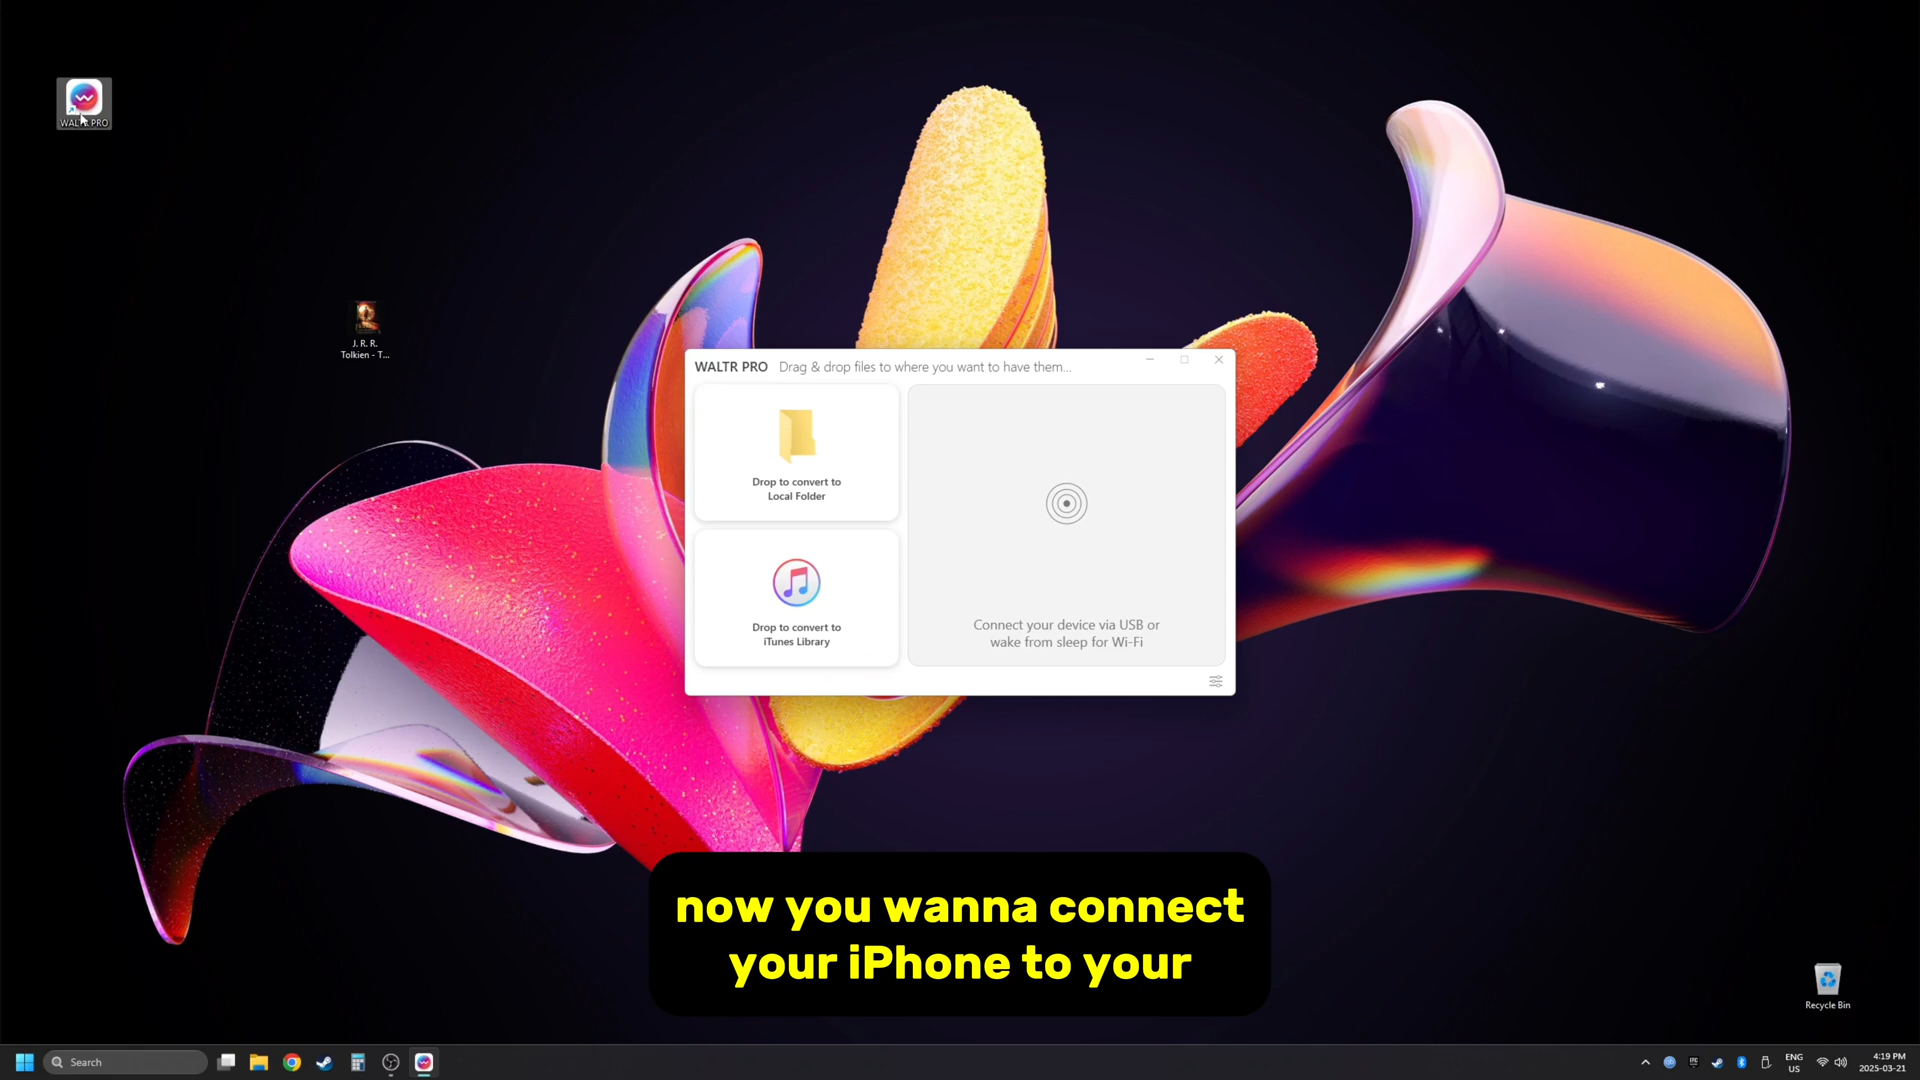 WALTR PRO
J. R. R.
Tolkien - T...
WALTR PRO Drag & drop files to where you want to have them...
Drop to convert to
Local Folder
Drop to convert to
iTunes Library
Connect your device via USB or
wake from sleep for Wi-Fi
now you wanna connect
your iPhone to your
Recycle Bin
Search
ENG
US
4:19 PM
2025-03-21